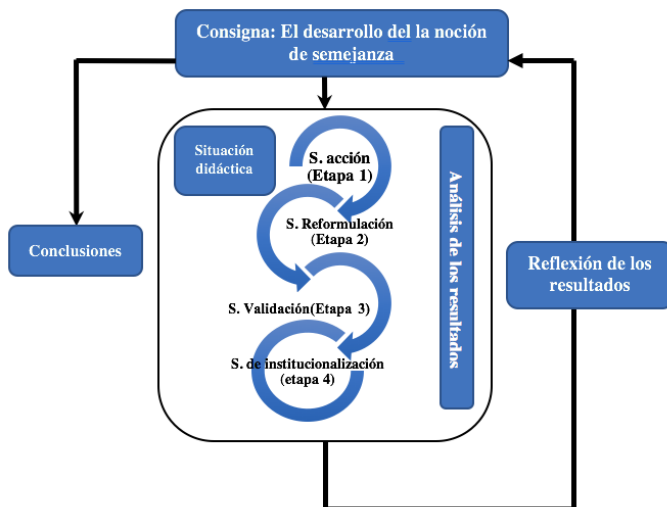 Consigna: El desarrollo del la noción
de semejanza
Situación
didáctica
S. acción
(Etapa 1)
S. Reformulación
(Etapa 2)
S. Validación(Etapa 3)
S. de institucionalización
(etapa 4)
Análisis de los resultados
Conclusiones
Reflexión de los
resultados